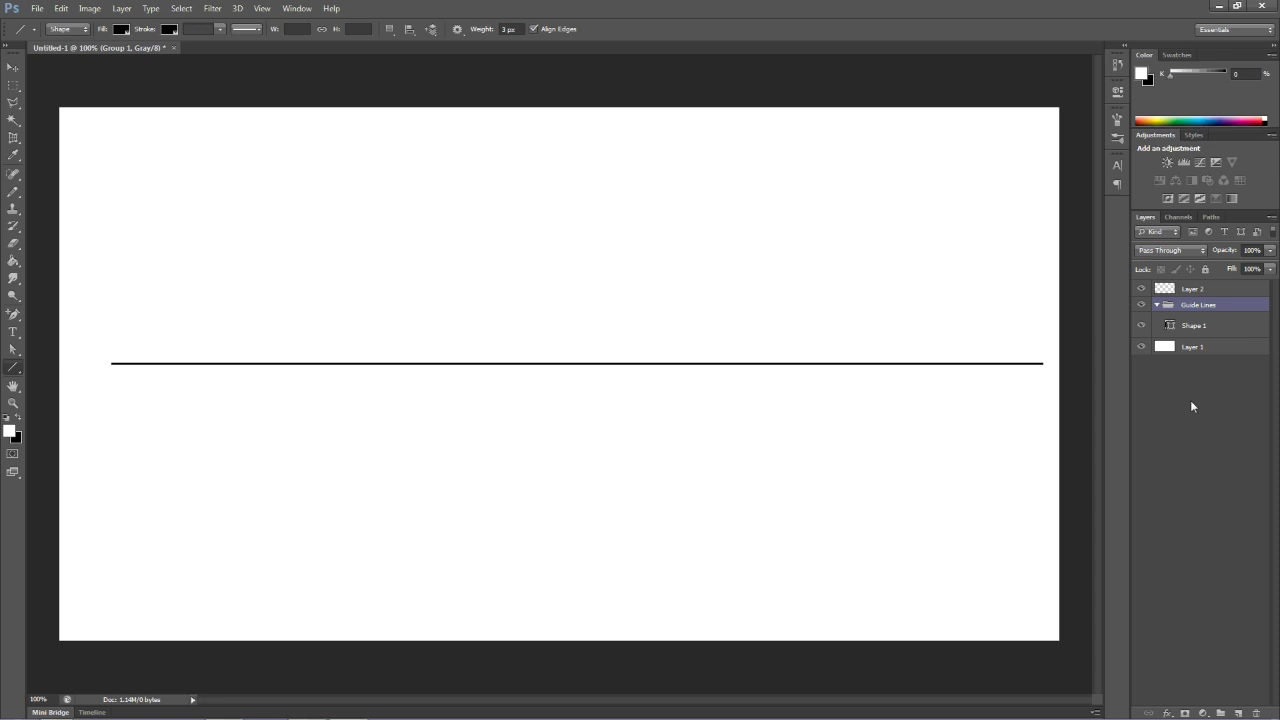 Ps File Edit Image Layer Type Select Filter 3D View Window Help
Shape Fill: Stroke: W: H: Weight: 3 px Align Edges Essentials
Untitled-1 @ 100% (Group 1, Gray/8) * ×
Color Swatches
K 0 %
Adjustments Styles
Add an adjustment
Layers Channels Paths
Kind T
Pass Through Opacity: 100%
Lock: Fill: 100%
Layer 2
Guide Lines
Shape 1
Layer 1
T
A|
100% Doc: 1.14M/0 bytes
Mini Bridge Timeline
fx